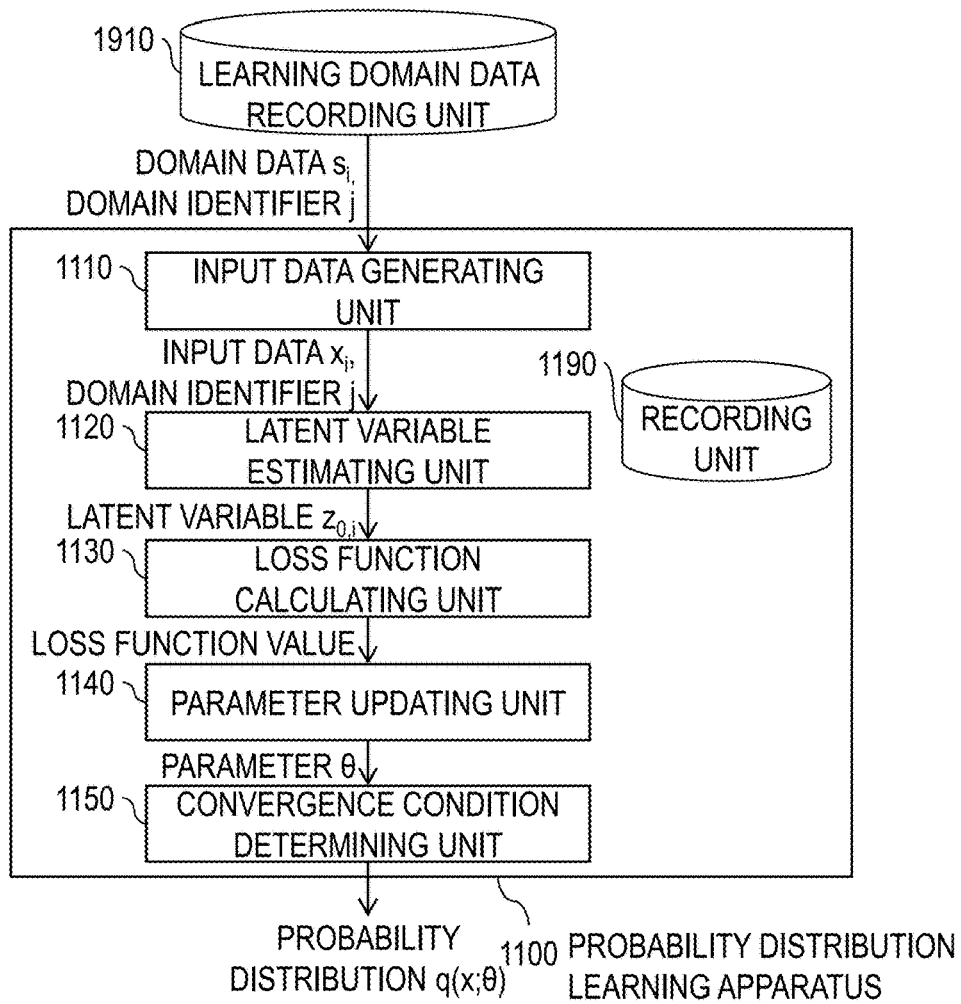 1910
LEARNING DOMAIN DATA
RECORDING UNIT
DOMAIN DATA si,
DOMAIN IDENTIFIER j
1110
INPUT DATA GENERATING
UNIT
INPUT DATA xi,
DOMAIN IDENTIFIER j
1190
RECORDING
UNIT
1120
LATENT VARIABLE
ESTIMATING UNIT
LATENT VARIABLE z0,i
1130
LOSS FUNCTION
CALCULATING UNIT
LOSS FUNCTION VALUE
1140
PARAMETER UPDATING UNIT
PARAMETER θ
1150
CONVERGENCE CONDITION
DETERMINING UNIT
PROBABILITY
DISTRIBUTION q(x;θ)
1100 PROBABILITY DISTRIBUTION
LEARNING APPARATUS